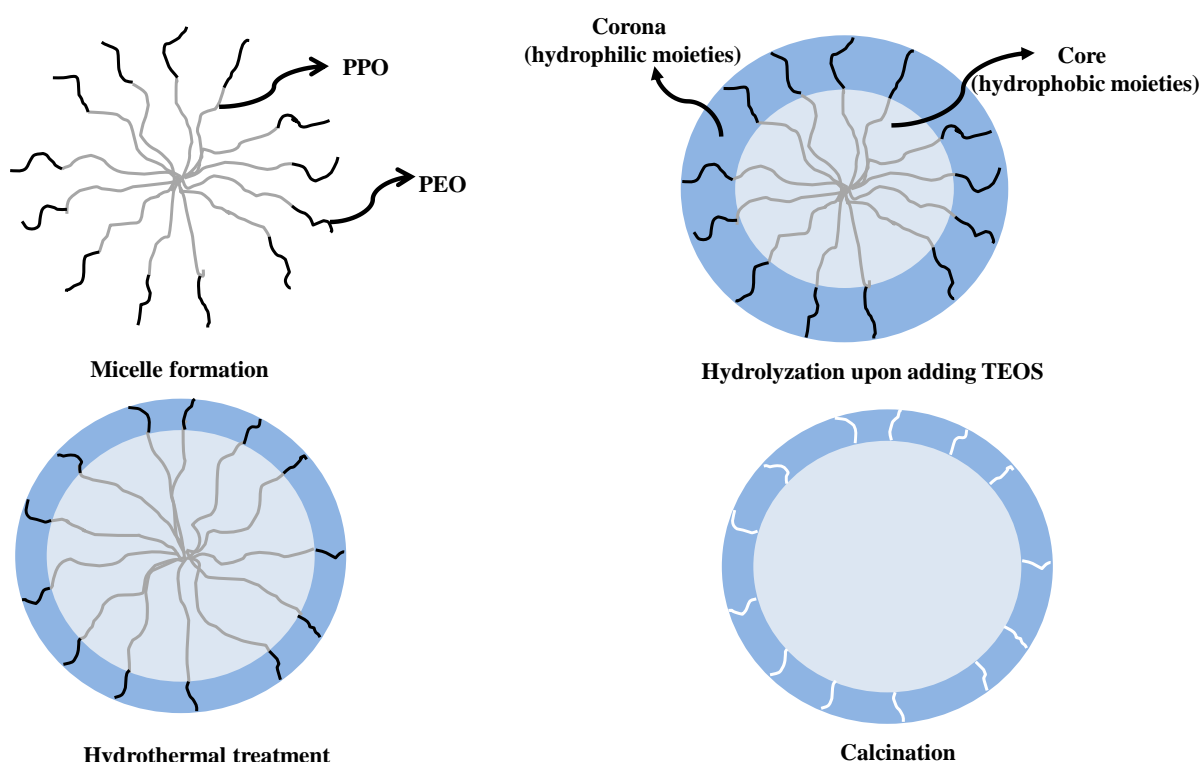 PPO
PEO
Micelle formation
Corona
(hydrophilic moieties)
Core
(hydrophobic moieties)
Hydrolyzation upon adding TEOS
Hydrothermal treatment
Calcination